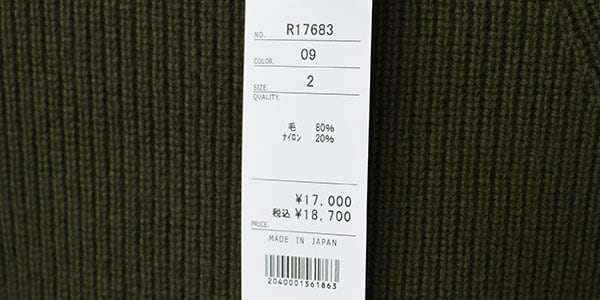 NO. R17683
COLOR. 09
SIZE. 2
QUALITY.
毛 80%
ナイロン 20%
¥17,000
税込 ¥18,700
PRICE.
MADE IN JAPAN
2040001561863